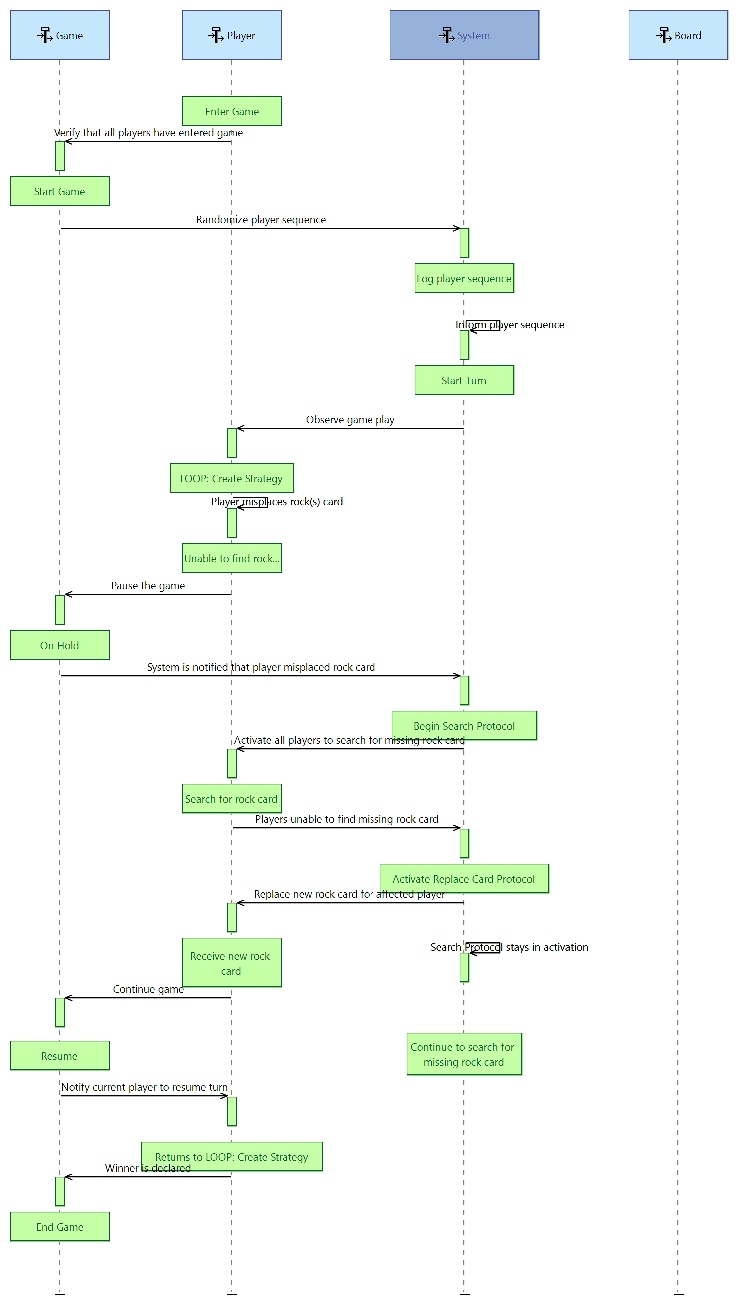 Game
Player
System
Board
Enter Game
Verify that all players have entered game
Start Game
Randomize player sequence
Log player sequence
Inform player sequence
Start Turn
Observe game play
LOOP: Create Strategy
Player misplaces rock(s) card
Unable to find rock...
Pause the game
On Hold
System is notified that player misplaced rock card
Begin Search Protocol
Activate all players to search for missing rock card
Search for rock card
Players unable to find missing rock card
Activate Replace Card Protocol
Replace new rock card for affected player
Search Protocol stays in activation
Receive new rock
card
Continue game
Resume
Continue to search for
missing rock card
Notify current player to resume turn
Returns to LOOP: Create Strategy
Winner is declared
End Game